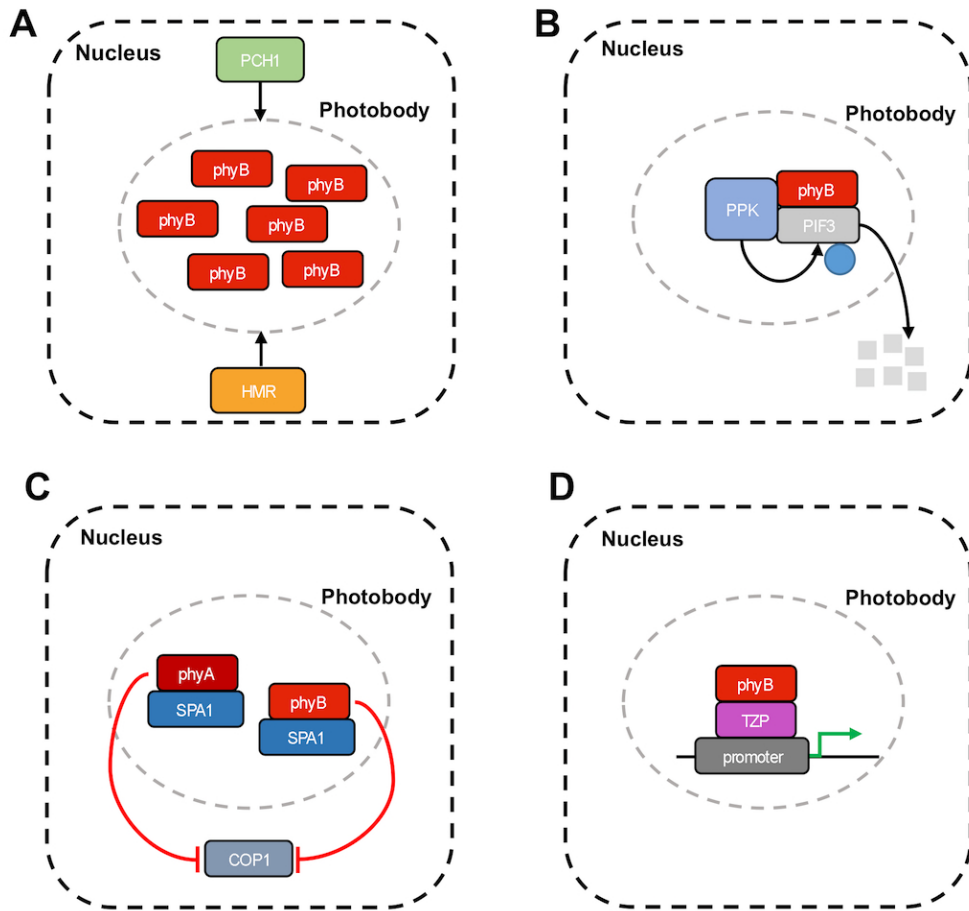 A
Nucleus
PCH1
Photobody
phyB
phyB
phyB
phyB
phyB
phyB
HMR
B
Nucleus
Photobody
phyB
PPK
PIF3
C
Nucleus
Photobody
phyA
SPA1
phyB
SPA1
COP1
D
Nucleus
Photobody
phyB
TZP
promoter